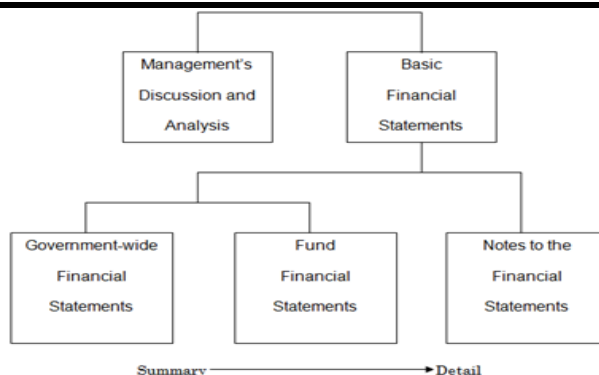 Management's
Discussion and
Analysis
Basic
Financial
Statements
Government-wide
Financial
Statements
Fund
Financial
Statements
Notes to the
Financial
Statements
Summary
Detail